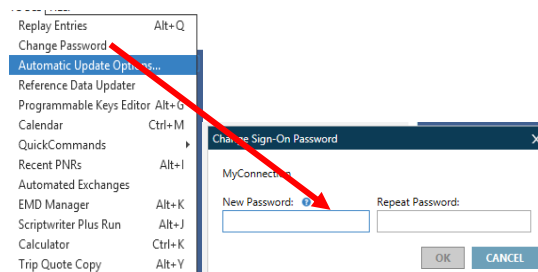 Replay Entries Alt+Q
Change Password
Automatic Update Options...
Reference Data Updater
Programmable Keys Editor Alt+G
Calendar Ctrl+M
QuickCommands
Recent PNRs Alt+I
Automated Exchanges
EMD Manager Alt+K
Scriptwriter Plus Run Alt+J
Calculator Ctrl+K
Trip Quote Copy Alt+Y
Change Sign-On Password X
MyConnection
New Password: Repeat Password:
OK CANCEL